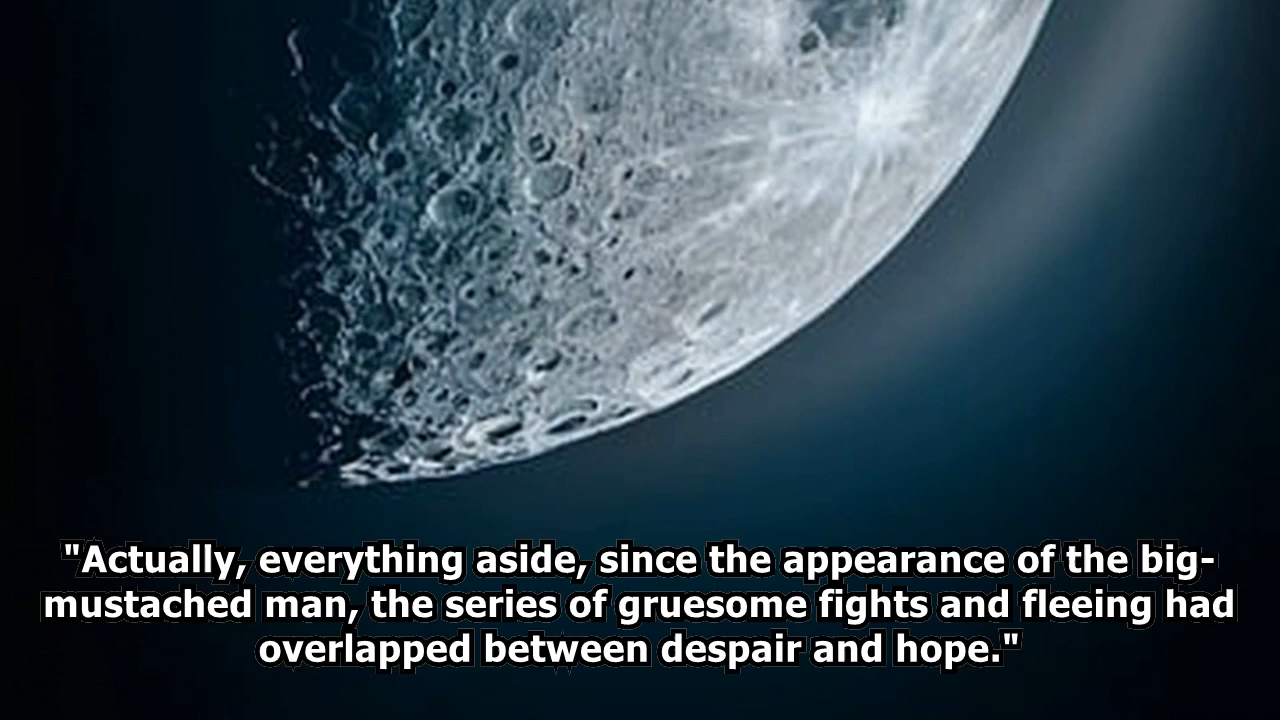 "Actually, everything aside, since the appearance of the big-
mustached man, the series of gruesome fights and fleeing had
overlapped between despair and hope."